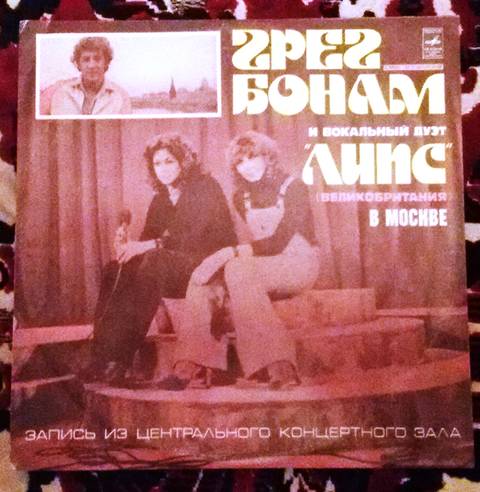 ГРЕГ
БОНАМ
И ВОКАЛЬНЫЙ ДУЭТ
"ЛИПС"
(ВЕЛИКОБРИТАНИЯ)
В МОСКВЕ
ЗАПИСЬ ИЗ ЦЕНТРАЛЬНОГО КОНЦЕРТНОГО ЗАЛА